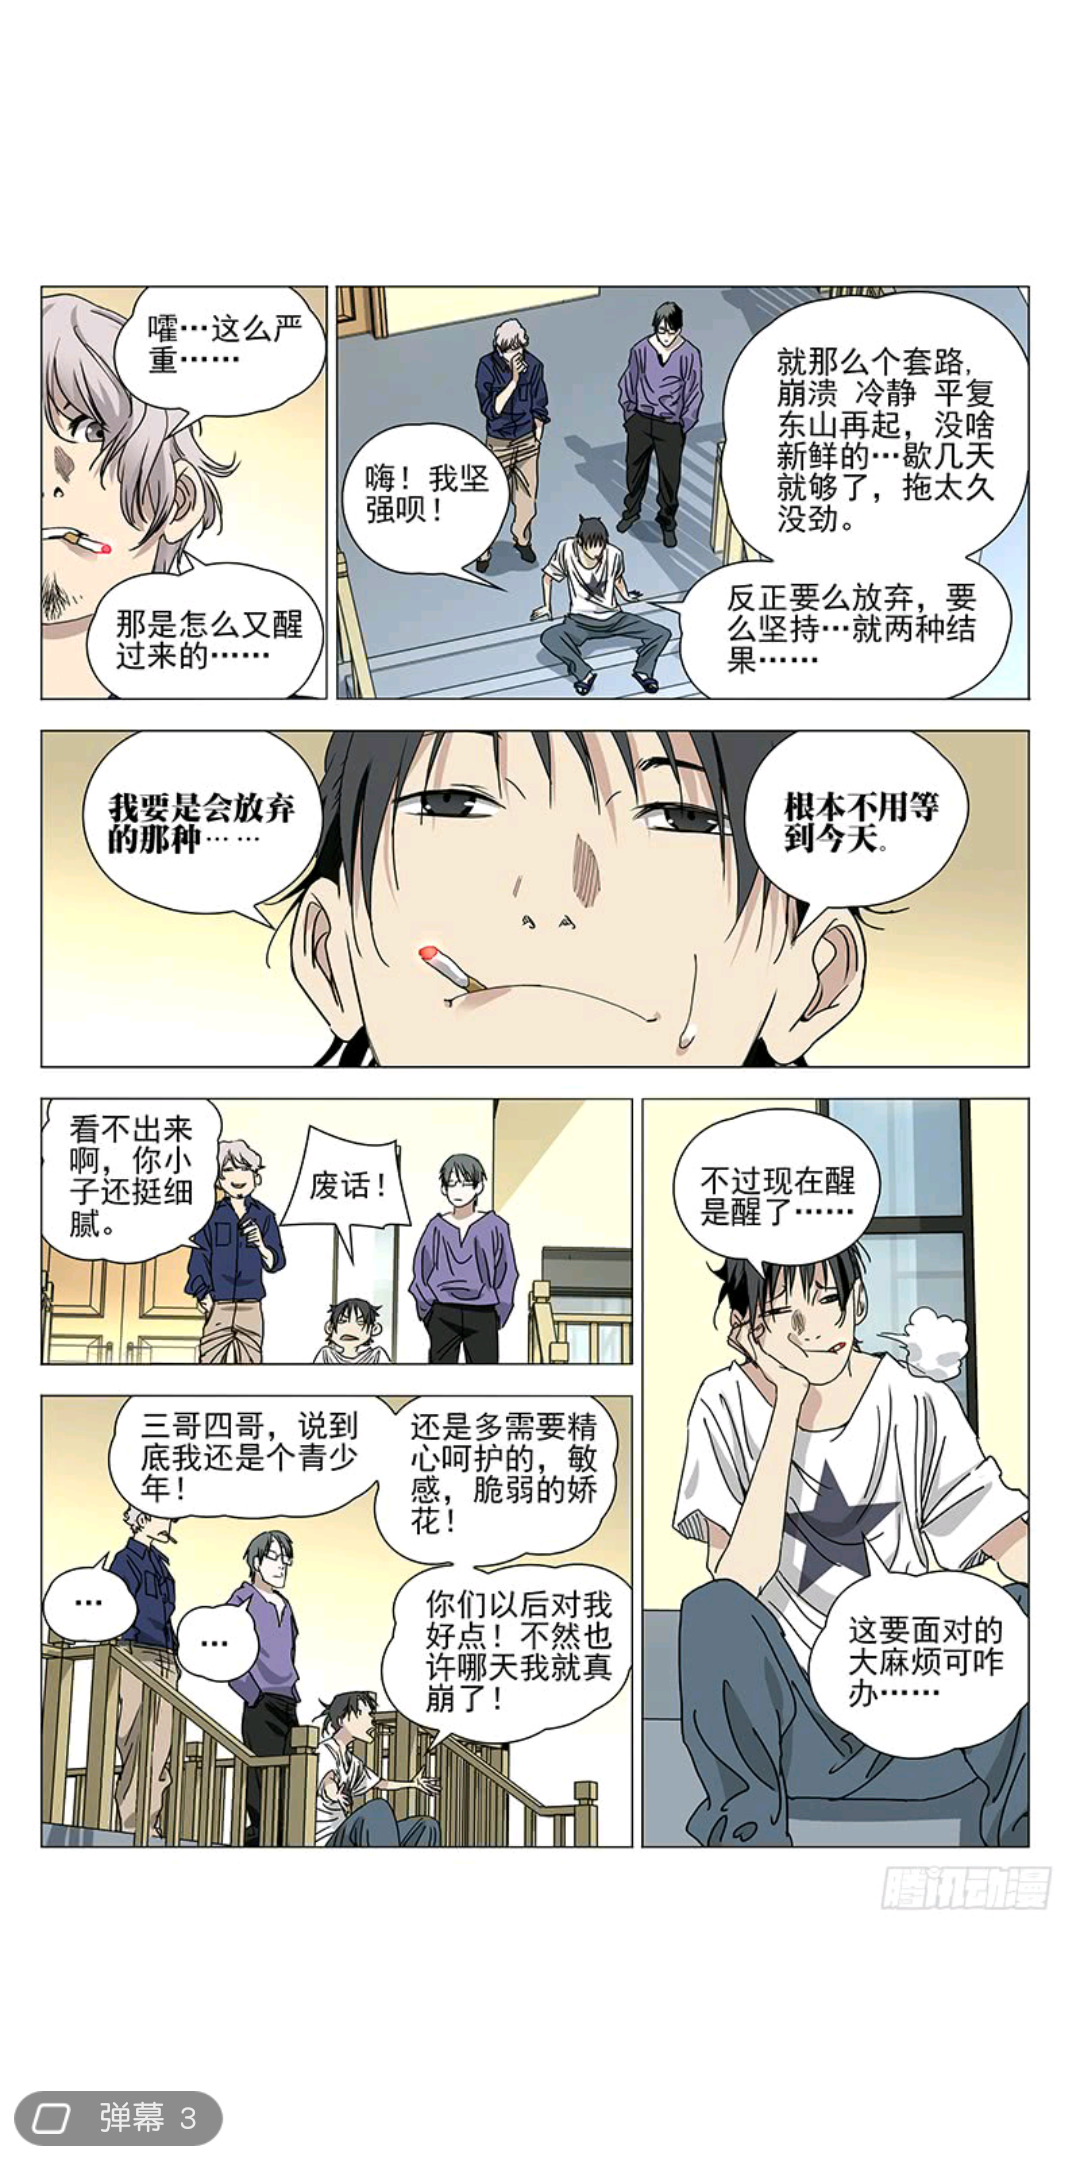 嚯…这么严
重……
那是怎么又醒
过来的……
嗨！我坚
强呗！
就那么个套路，
崩溃 冷静 平复
东山再起，没啥
新鲜的…歇几天
就够了，拖太久
没劲。
反正要么放弃，要
么坚持…就两种结
果……
我要是会放弃
的那种……
根本不用等
到今天。
看不出来
啊，你小
子还挺细
腻。
废话！
不过现在醒
是醒了……
这要面对的
大麻烦可咋
办……
三哥四哥，说到
底我还是个青少
年！
还是多需要精
心呵护的，敏
感，脆弱的娇
花！
…
…
你们以后对我
好点！不然也
许哪天我就真
崩了！
腾讯动漫
弹幕 3